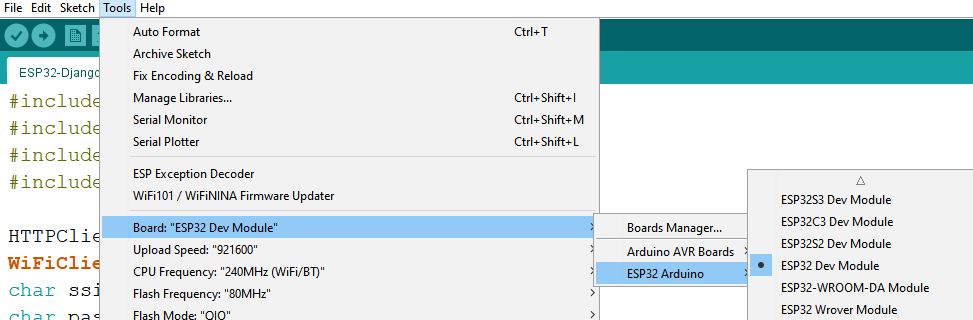 File Edit Sketch Tools Help
ESP32-Django
Auto Format Ctrl+T
Archive Sketch
Fix Encoding & Reload
Manage Libraries... Ctrl+Shift+I
Serial Monitor Ctrl+Shift+M
Serial Plotter Ctrl+Shift+L
ESP Exception Decoder
WiFi101 / WiFiNINA Firmware Updater
Board: "ESP32 Dev Module"
Upload Speed: "921600"
CPU Frequency: "240MHz (WiFi/BT)"
Flash Frequency: "80MHz"
Flash Mode: "QIO"
#include
#include
#include
#include
HTTPClie
WiFiClie
char ssi
char pas
Boards Manager...
Arduino AVR Boards
ESP32 Arduino
ESP32S3 Dev Module
ESP32C3 Dev Module
ESP32S2 Dev Module
ESP32 Dev Module
ESP32-WROOM-DA Module
ESP32 Wrover Module